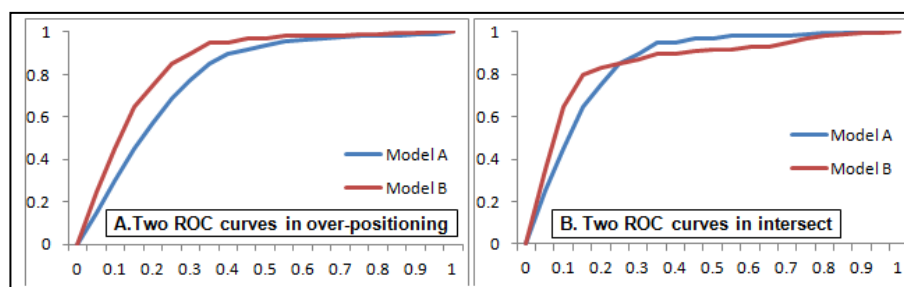 1
0.8
0.6
0.4
0.2
0
Model A
Model B
A.Two ROC curves in over-positioning
0 0.1 0.2 0.3 0.4 0.5 0.6 0.7 0.8 0.9 1
1
0.8
0.6
0.4
0.2
0
Model A
Model B
B. Two ROC curves in intersect
0 0.1 0.2 0.3 0.4 0.5 0.6 0.7 0.8 0.9 1